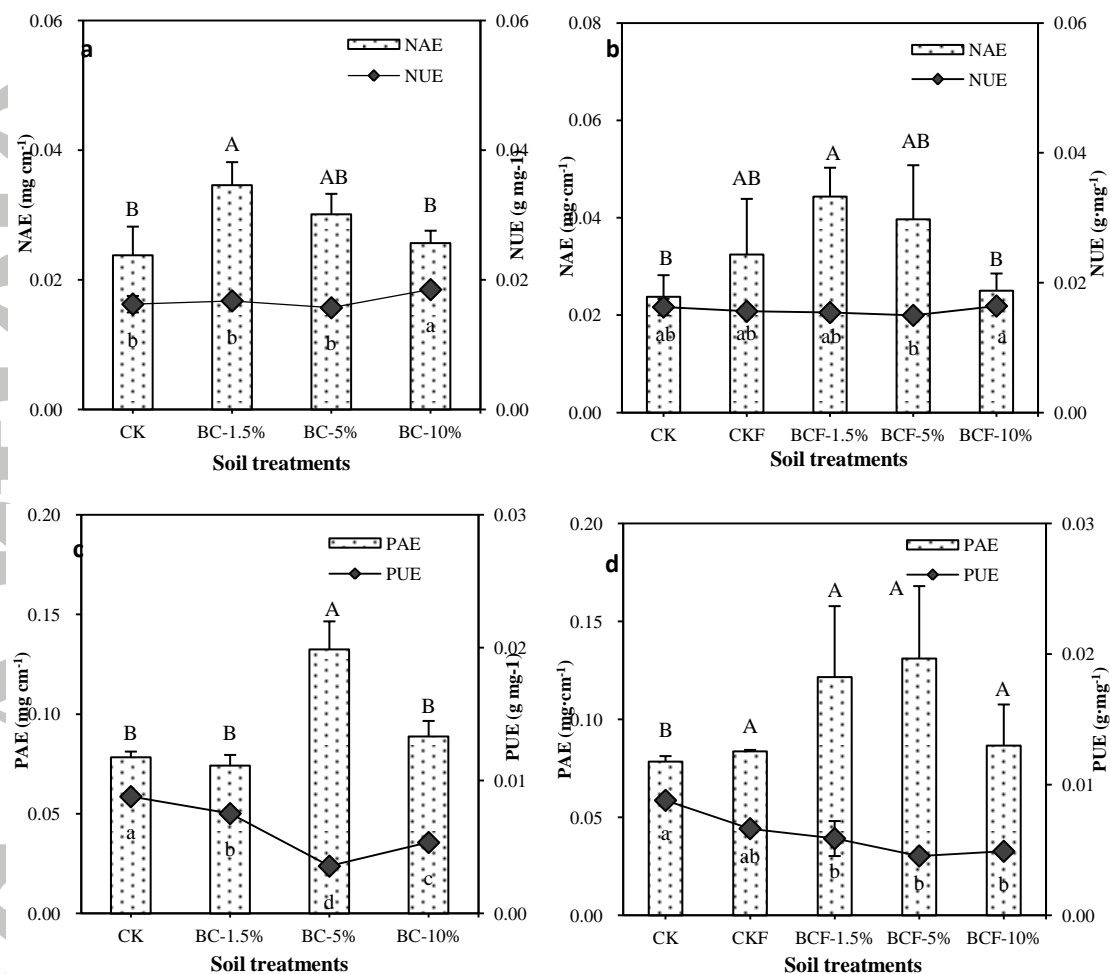 a
NAE
NUE
0.06
0.04
0.02
0.00
NAE (mg cm-1)
0.06
0.04
0.02
0.00
NUE (g mg-1)
B
A
AB
B
b
b
b
a
CK BC-1.5% BC-5% BC-10%
Soil treatments
b
NAE
NUE
0.08
0.06
0.04
0.02
0.00
NAE (mg·cm-1)
0.06
0.04
0.02
0.00
NUE (g·mg-1)
B
AB
A
AB
B
ab
ab
ab
b
a
CK CKF BCF-1.5% BCF-5% BCF-10%
Soil treatments
c
PAE
PUE
0.20
0.15
0.10
0.05
0.00
PAE (mg cm-1)
0.03
0.02
0.01
0.00
PUE (g mg-1)
B
B
A
B
a
b
d
c
CK BC-1.5% BC-5% BC-10%
Soil treatments
d
PAE
PUE
0.20
0.15
0.10
0.05
0.00
PAE (mg·cm-1)
0.03
0.02
0.01
0.00
PUE (g·mg-1)
B
A
A
A
A
a
ab
b
b
b
CK CKF BCF-1.5% BCF-5% BCF-10%
Soil treatments